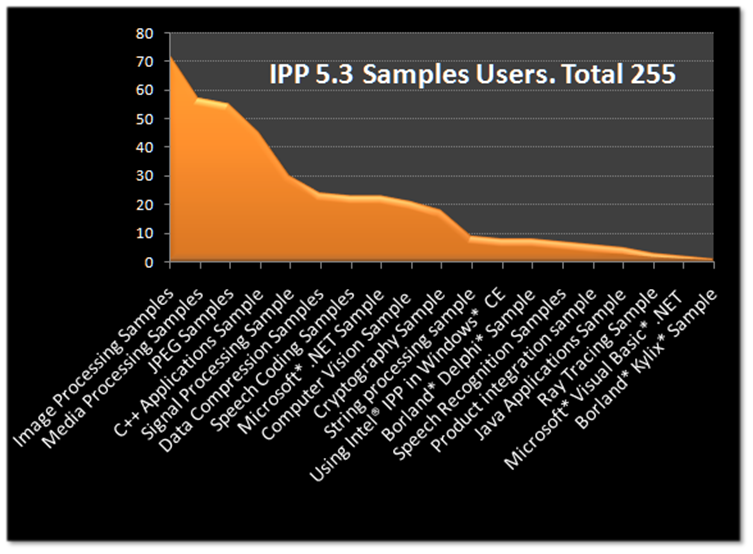 IPP 5.3 Samples Users. Total 255
80
70
60
50
40
30
20
10
0
Image Processing Samples
Media Processing Samples
JPEG Samples
C++ Applications Sample
Signal Processing Sample
Data Compression Samples
Speech Coding Samples
Microsoft* .NET Sample
Computer Vision Sample
Cryptography Sample
String processing sample
Using Intel® IPP in Windows* CE
Borland* Delphi* Sample
Speech Recognition Samples
Product integration sample
Java Applications Sample
Ray Tracing Sample
Microsoft* Visual Basic* .NET
Borland* Kylix* Sample